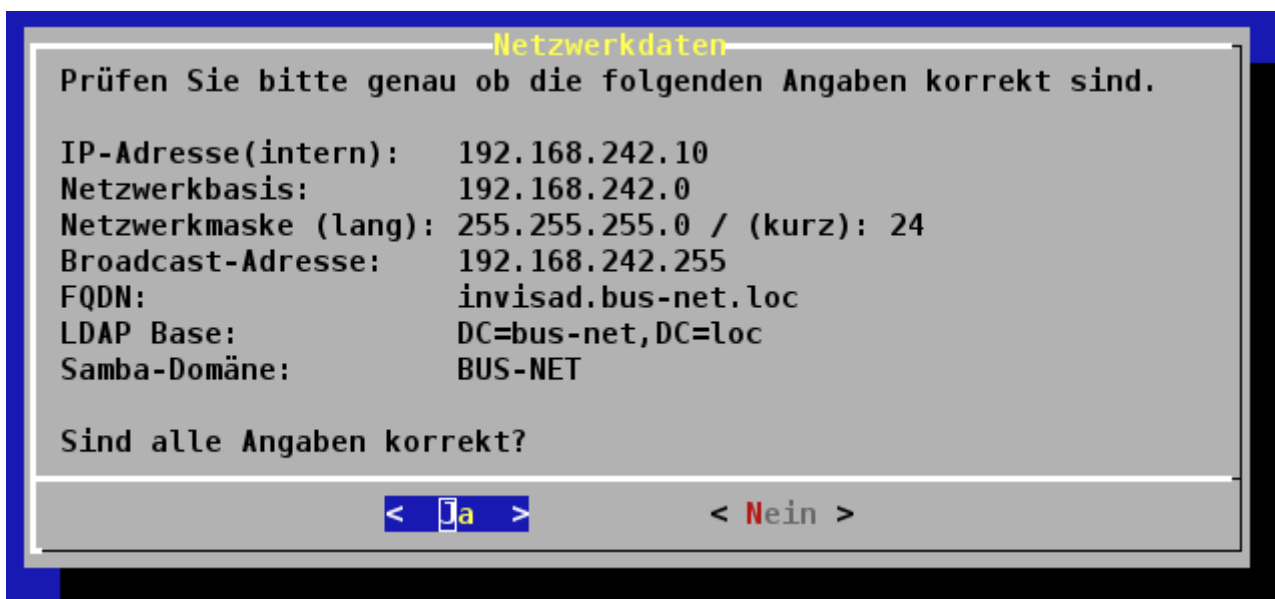 Netzwerkdaten
Prüfen Sie bitte genau ob die folgenden Angaben korrekt sind.
IP-Adresse(intern): 192.168.242.10
Netzwerkbasis: 192.168.242.0
Netzwerkmaske (lang): 255.255.255.0 / (kurz): 24
Broadcast-Adresse: 192.168.242.255
FQDN: invisad.bus-net.loc
LDAP Base: DC=bus-net,DC=loc
Samba-Domäne: BUS-NET
Sind alle Angaben korrekt?
< Ja > < Nein >